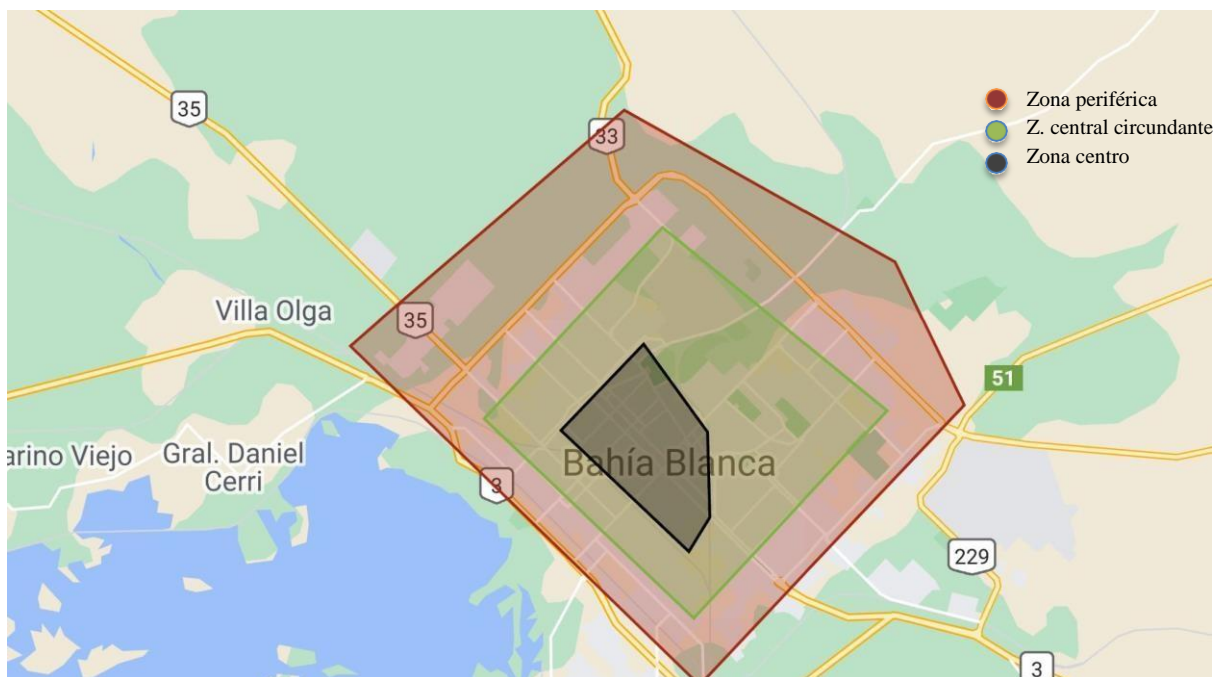 35
33
Zona periférica
Z. central circundante
Zona centro
Villa Olga
35
51
Bahía Blanca
arino Viejo
Gral. Daniel
Cerri
3
229
3